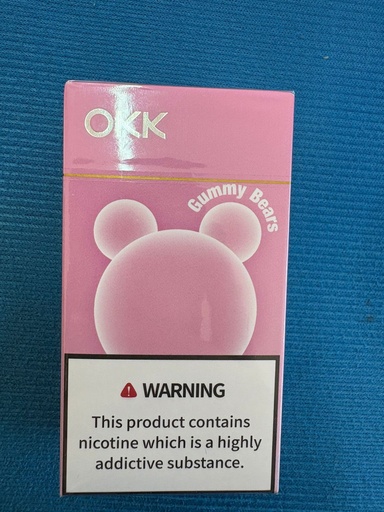 OKK
Gummy Bears
WARNING
This product contains
nicotine which is a highly
addictive substance.